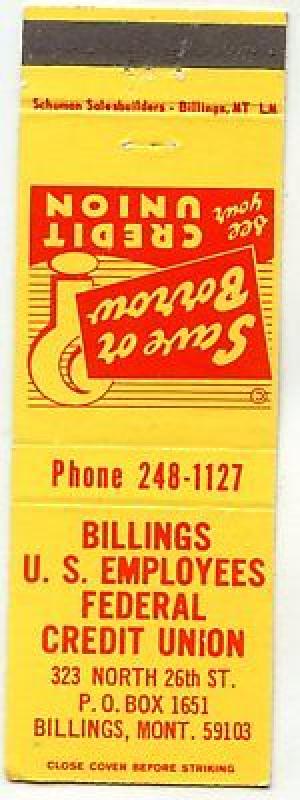 Schuman Salesbuilders - Billings, MT LM
Save or
Borrow
see
your
CREDIT
UNION
Phone 248-1127
BILLINGS
U. S. EMPLOYEES
FEDERAL
CREDIT UNION
323 NORTH 26th ST.
P. O. BOX 1651
BILLINGS, MONT. 59103
CLOSE COVER BEFORE STRIKING